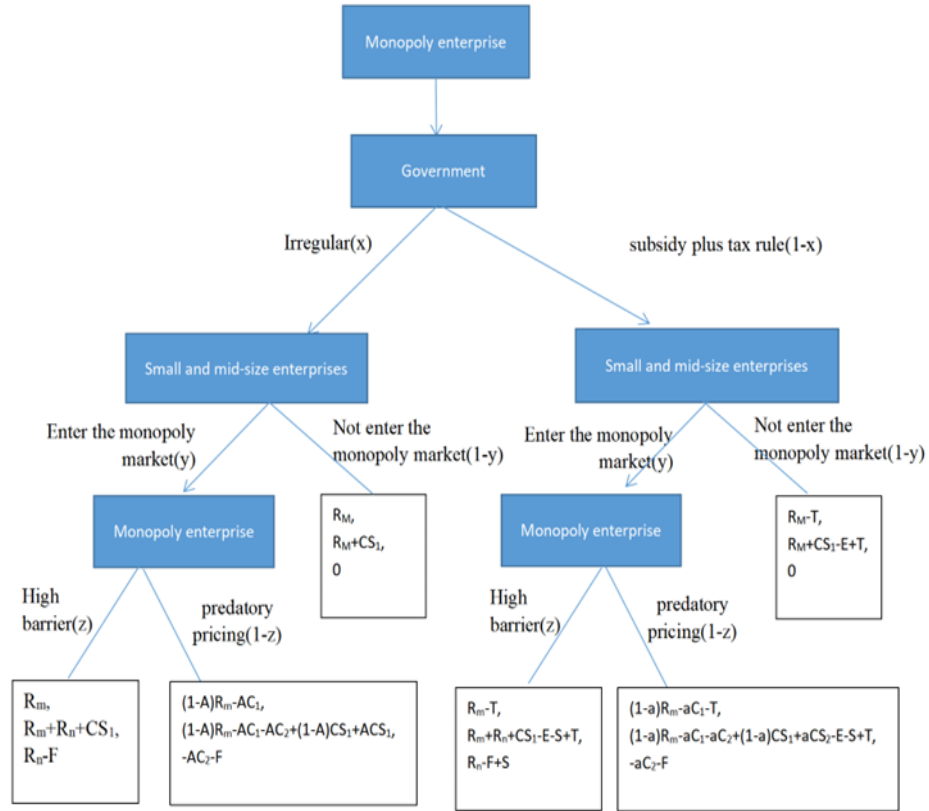 Monopoly enterprise
Government
Irregular(x)
subsidy plus tax rule(1-x)
Small and mid-size enterprises
Small and mid-size enterprises
Enter the monopoly
market(y)
Not enter the
monopoly market(1-y)
Enter the monopoly
market(y)
Not enter the
monopoly market(1-y)
Monopoly enterprise
R_M,
R_M+CS₁,
0
Monopoly enterprise
R_M-T,
R_M+CS₁-E+T,
0
High
barrier(z)
predatory
pricing(1-z)
High
barrier(z)
predatory
pricing(1-z)
Rₘ,
Rₘ+Rₙ+CS₁,
Rₙ-F
(1-A)Rₘ-AC₁,
(1-A)Rₘ-AC₁-AC₂+(1-A)CS₁+ACS₁,
-AC₂-F
Rₘ-T,
Rₘ+Rₙ+CS₁-E-S+T,
Rₙ-F+S
(1-a)Rₘ-aC₁-T,
(1-a)Rₘ-aC₁-aC₂+(1-a)CS₁+aCS₂-E-S+T,
-aC₂-F